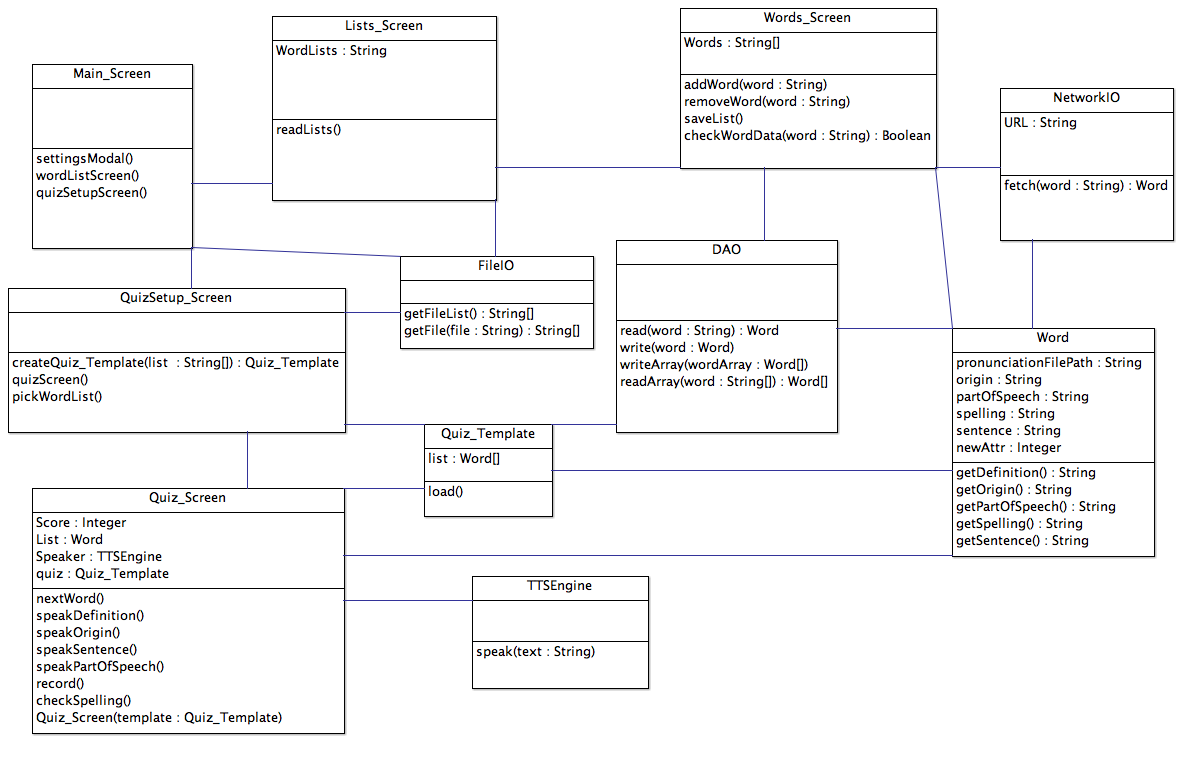 Main_Screen
settingsModal()
wordListScreen()
quizSetupScreen()
Lists_Screen
WordLists : String
readLists()
Words_Screen
Words : String[]
addWord(word : String)
removeWord(word : String)
saveList()
checkWordData(word : String) : Boolean
NetworkIO
URL : String
fetch(word : String) : Word
FileIO
getFileList() : String[]
getFile(file : String) : String[]
DAO
read(word : String) : Word
write(word : Word)
writeArray(wordArray : Word[])
readArray(word : String[]) : Word[]
QuizSetup_Screen
createQuiz_Template(list : String[]) : Quiz_Template
quizScreen()
pickWordList()
Word
pronunciationFilePath : String
origin : String
partOfSpeech : String
spelling : String
sentence : String
newAttr : Integer
getDefinition() : String
getOrigin() : String
getPartOfSpeech() : String
getSpelling() : String
getSentence() : String
Quiz_Template
list : Word[]
load()
Quiz_Screen
Score : Integer
List : Word
Speaker : TTSEngine
quiz : Quiz_Template
nextWord()
speakDefinition()
speakOrigin()
speakSentence()
speakPartOfSpeech()
record()
checkSpelling()
Quiz_Screen(template : Quiz_Template)
TTSEngine
speak(text : String)